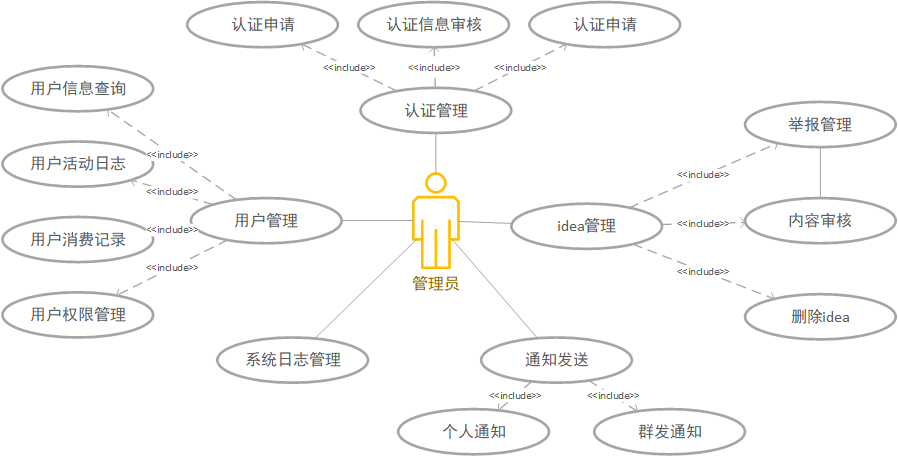 认证申请
认证信息审核
认证申请
<<include>>
<<include>>
<<include>>
认证管理
用户信息查询
用户活动日志
用户消费记录
用户权限管理
<<include>>
<<include>>
<<include>>
<<include>>
用户管理
管理员
idea管理
<<include>>
<<include>>
<<include>>
举报管理
内容审核
删除idea
系统日志管理
通知发送
<<include>>
<<include>>
个人通知
群发通知